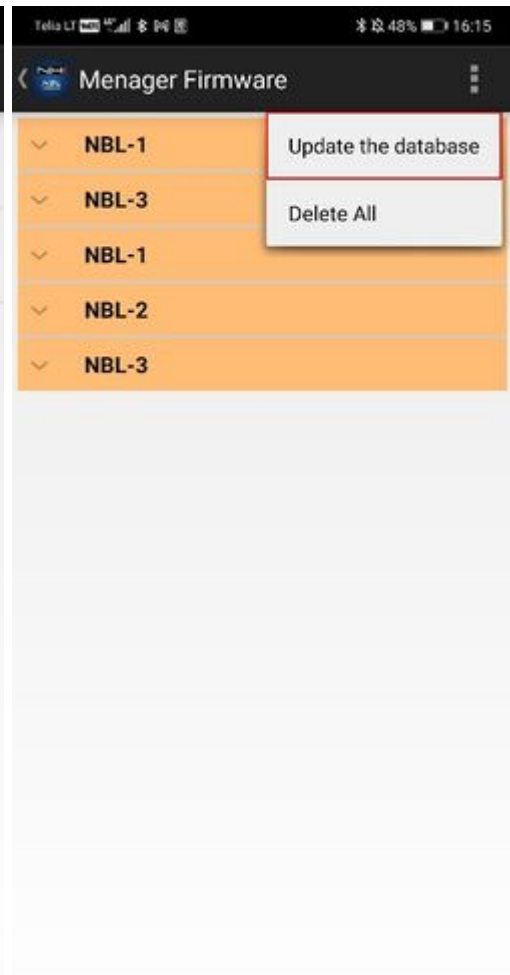 Telia LT
48% 16:15
Menager Firmware
NBL-1
Update the database
NBL-3
Delete All
NBL-1
NBL-2
NBL-3